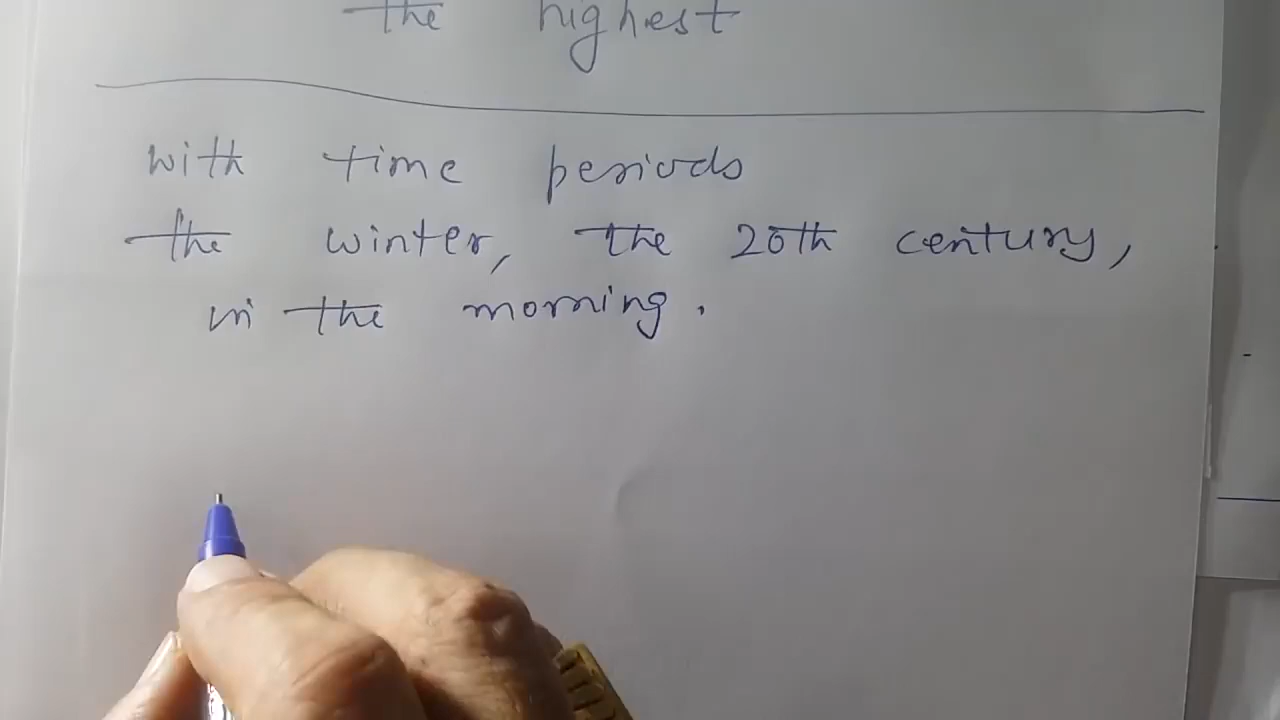 the highest
with time periods
the winter, the 20th century,
in the morning.